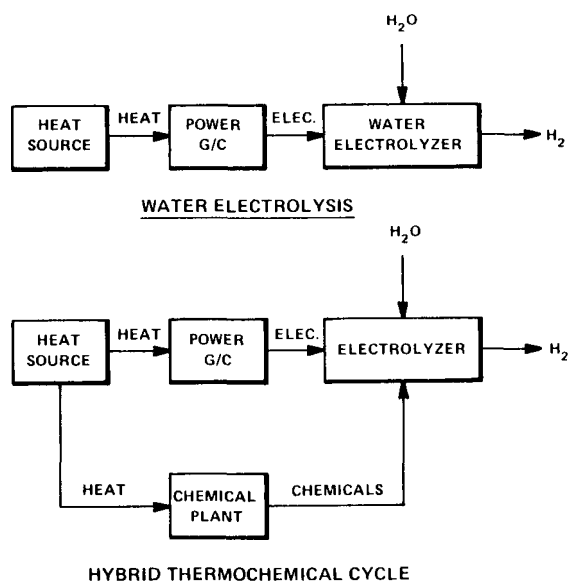 H2O
HEAT SOURCE
HEAT
POWER G/C
ELEC.
WATER ELECTROLYZER
H2
WATER ELECTROLYSIS
H2O
HEAT SOURCE
HEAT
POWER G/C
ELEC.
ELECTROLYZER
H2
HEAT
CHEMICAL PLANT
CHEMICALS
HYBRID THERMOCHEMICAL CYCLE